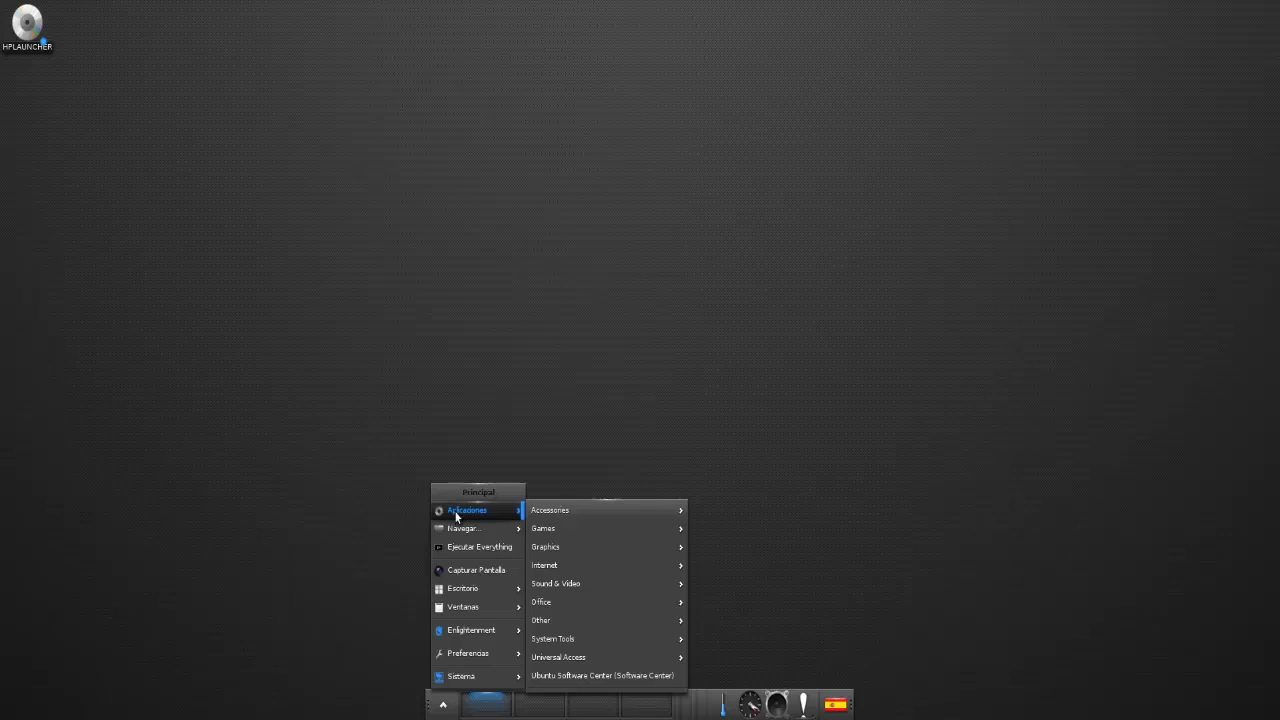 HPLAUNCHER
Principal
Aplicaciones
Navegar...
Ejecutar Everything
Capturar Pantalla
Escritorio
Ventanas
Enlightenment
Preferencias
Sistema
Accessories
Games
Graphics
Internet
Sound & Video
Office
Other
System Tools
Universal Access
Ubuntu Software Center (Software Center)